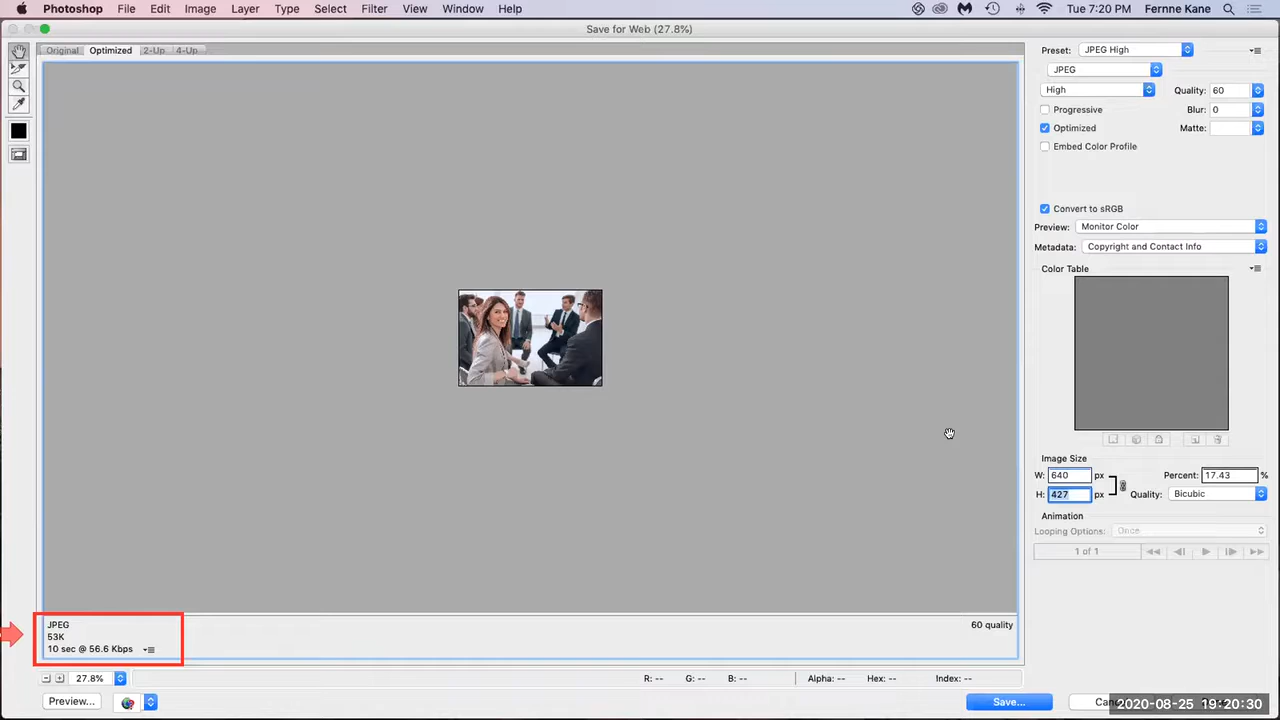 Photoshop File Edit Image Layer Type Select Filter View Window Help Tue 7:20 PM Fernne Kane
Save for Web (27.8%)
Original Optimized 2-Up 4-Up
Preset: JPEG High
JPEG
High Quality: 60
Progressive Blur: 0
Optimized Matte:
Embed Color Profile
Convert to sRGB
Preview: Monitor Color
Metadata: Copyright and Contact Info
Color Table
Image Size
W: 640 px Percent: 17.43 %
H: 427 px Quality: Bicubic
Animation
Looping Options: Once
1 of 1
JPEG 60 quality
53K
10 sec @ 56.6 Kbps
27.8% R: -- G: -- B: -- Alpha: -- Hex: -- Index: --
Preview... Save...
2020-08-25 19:20:30